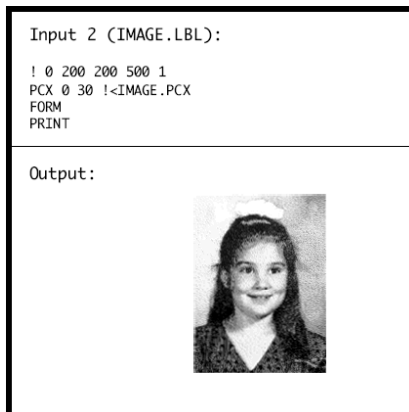 Input 2 (IMAGE.LBL):
! 0 200 200 500 1
PCX 0 30 !<IMAGE.PCX
FORM
PRINT
Output: